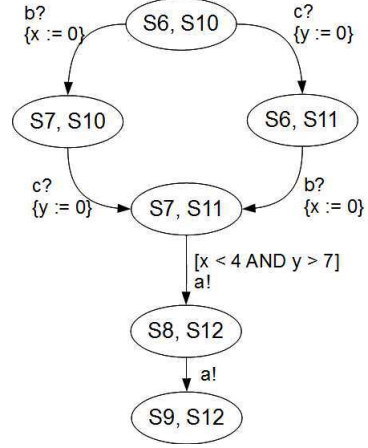 b?
{x := 0}
S6, S10
c?
{y := 0}
S7, S10
S6, S11
c?
{y := 0}
S7, S11
b?
{x := 0}
[x < 4 AND y > 7]
a!
S8, S12
a!
S9, S12